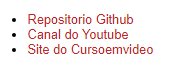 Repositorio Github
Canal do Youtube
Site do Cursoemvideo